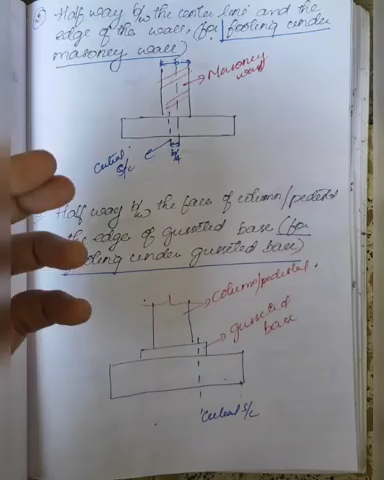 Half way b/w the center line and the
edge of the wall, (for footing under
masonry wall)
b
Masonry
wall
Critical
S/C
b/4
Half way b/w the face of column/pedestal
the edge of gusseted base (for
footing under gusseted base)
column/pedestal.
gusseted
base
Critical S/C